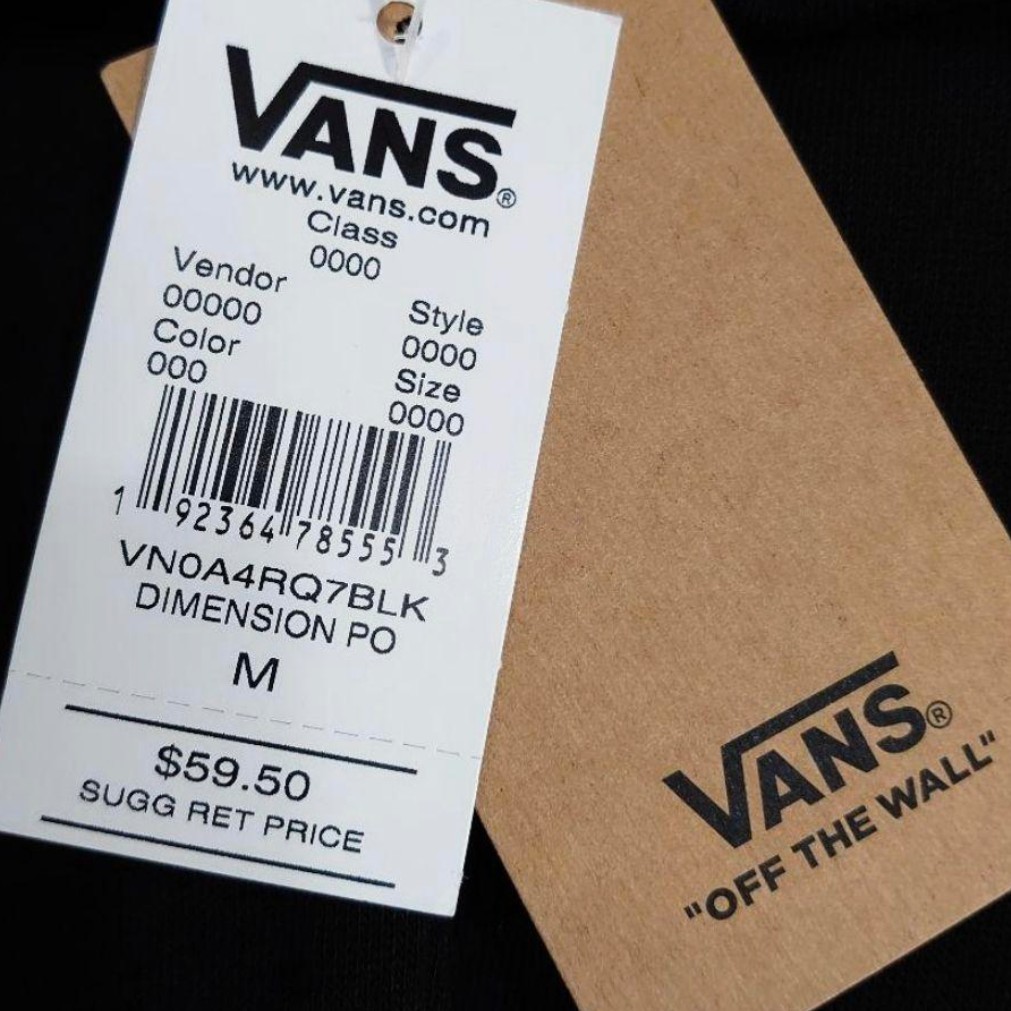 VANS®
www.vans.com
Class
0000
Vendor
00000
Style
0000
Color
000
Size
0000
1 92364 78555 3
VN0A4RQ7BLK
DIMENSION PO
M
$59.50
SUGG RET PRICE
VANS®
"OFF THE WALL"